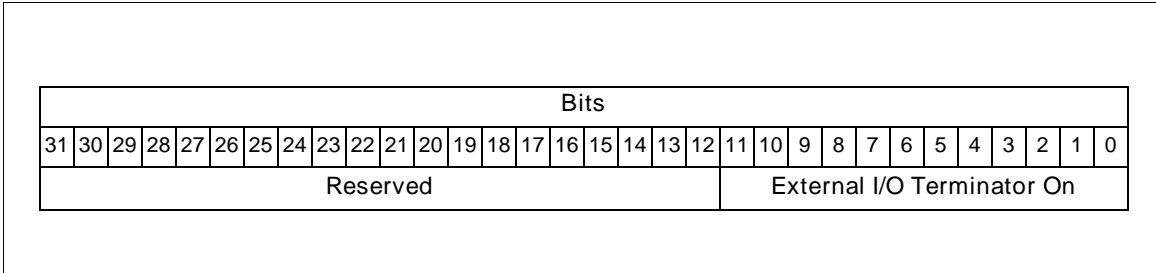 Bits
31 30 29 28 27 26 25 24 23 22 21 20 19 18 17 16 15 14 13 12 11 10 9 8 7 6 5 4 3 2 1 0
Reserved External I/O Terminator On